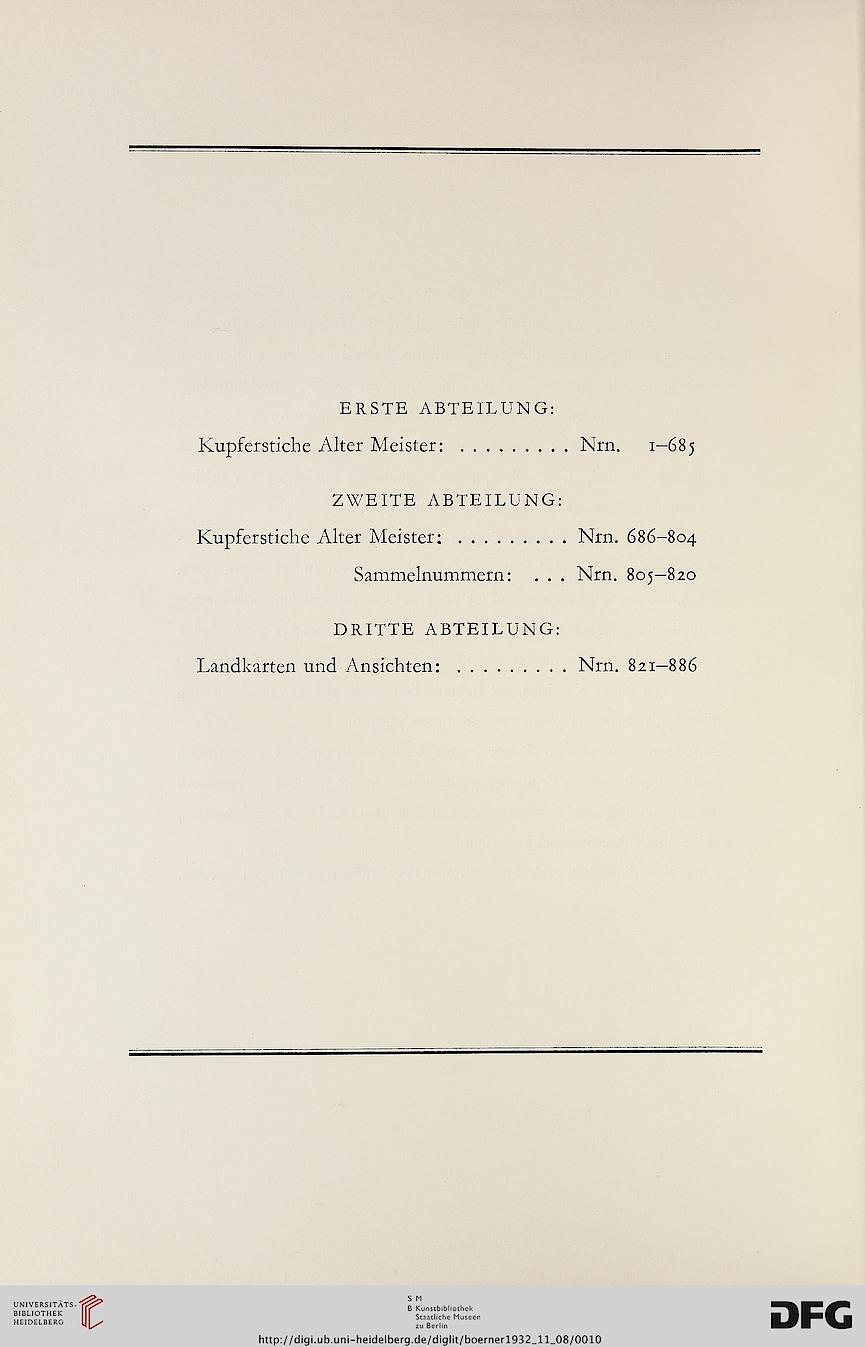 ERSTE ABTEILUNG:
Kupferstiche Alter Meister: . . . . . . . . . Nrn. 1–685
ZWEITE ABTEILUNG:
Kupferstiche Alter Meister: . . . . . . . . . Nrn. 686–804
Sammelnummern: . . . Nrn. 805–820
DRITTE ABTEILUNG:
Landkarten und Ansichten: . . . . . . . . . Nrn. 821–886
UNIVERSITÄTS-
BIBLIOTHEK
HEIDELBERG
S M
B Kunstbibliothek
Staatliche Museen
zu Berlin
http://digi.ub.uni-heidelberg.de/diglit/boerner1932_11_08/0010
DFG